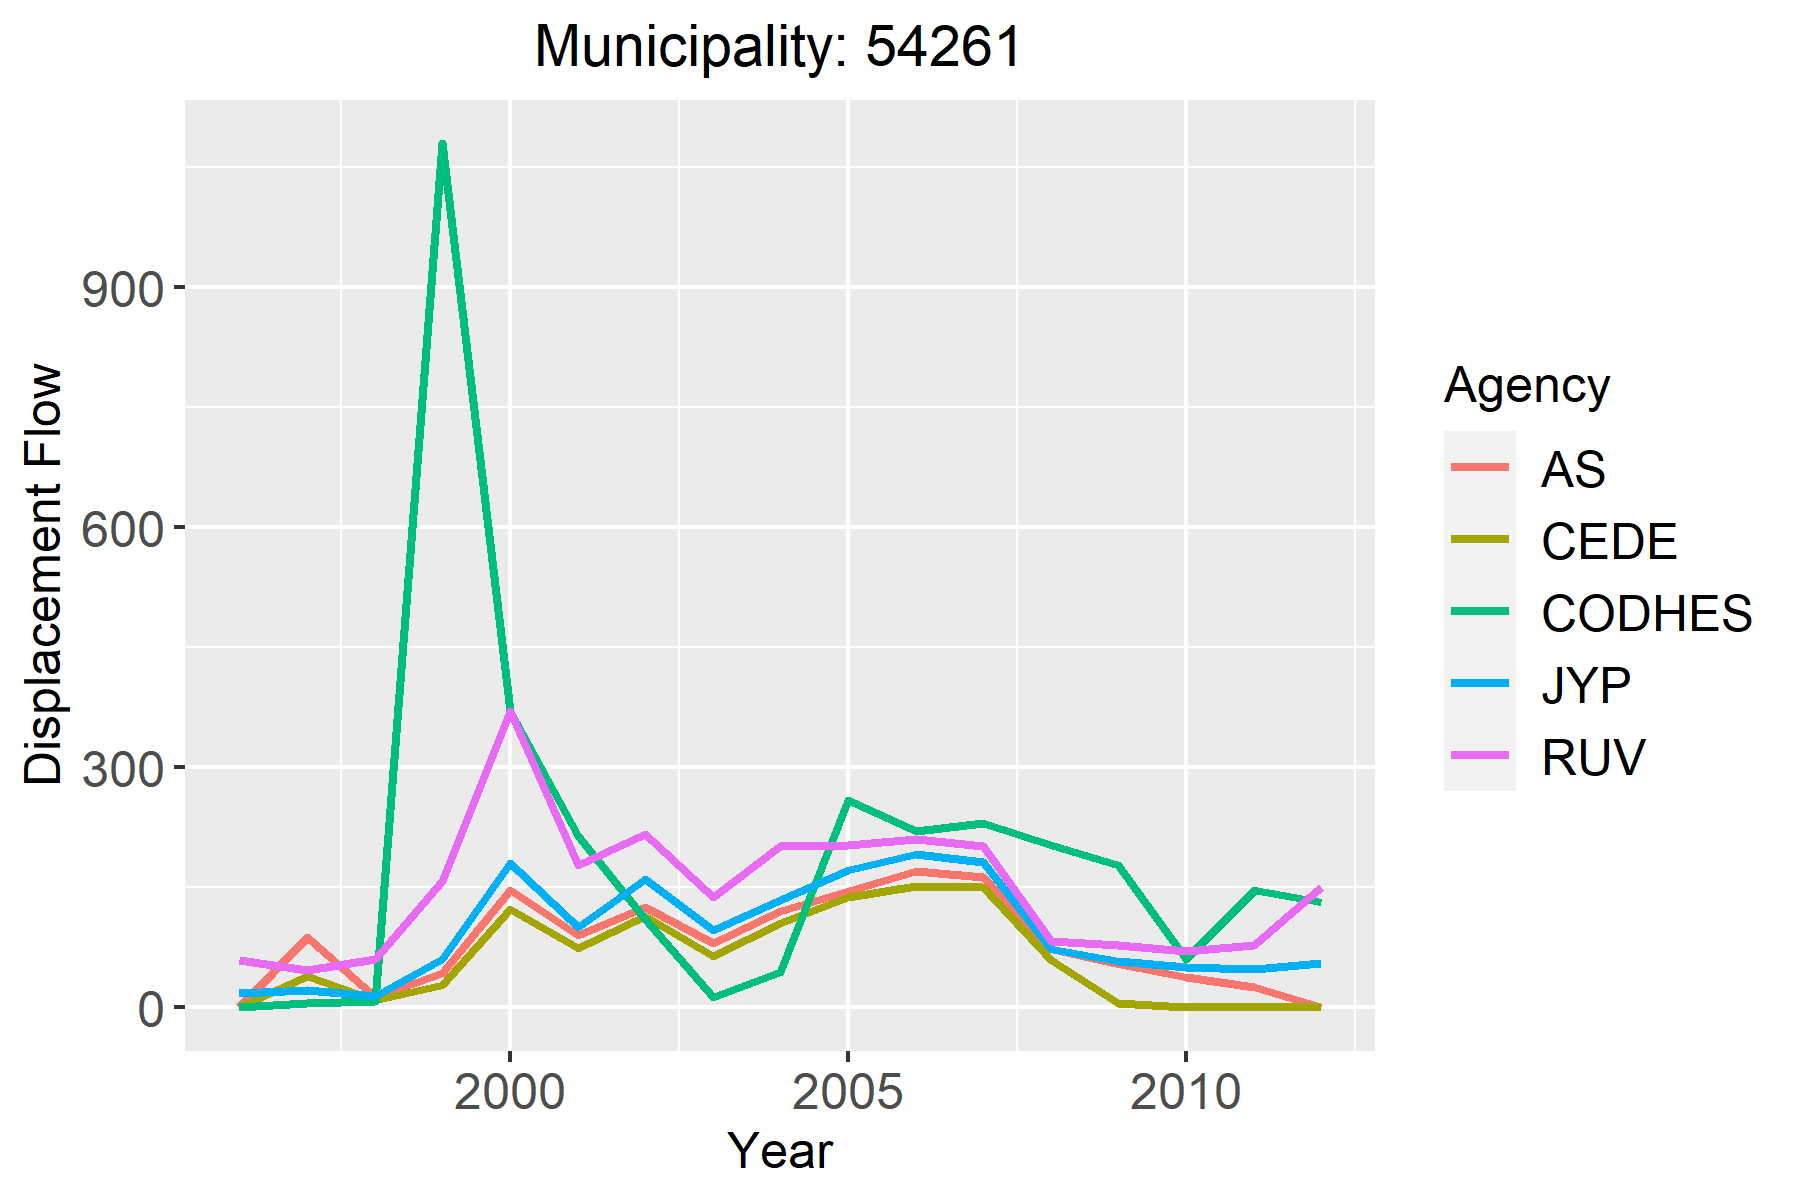 Municipality: 54261
Displacement Flow
900
600
300
0
2000 2005 2010
Year
Agency
AS
CEDE
CODHES
JYP
RUV